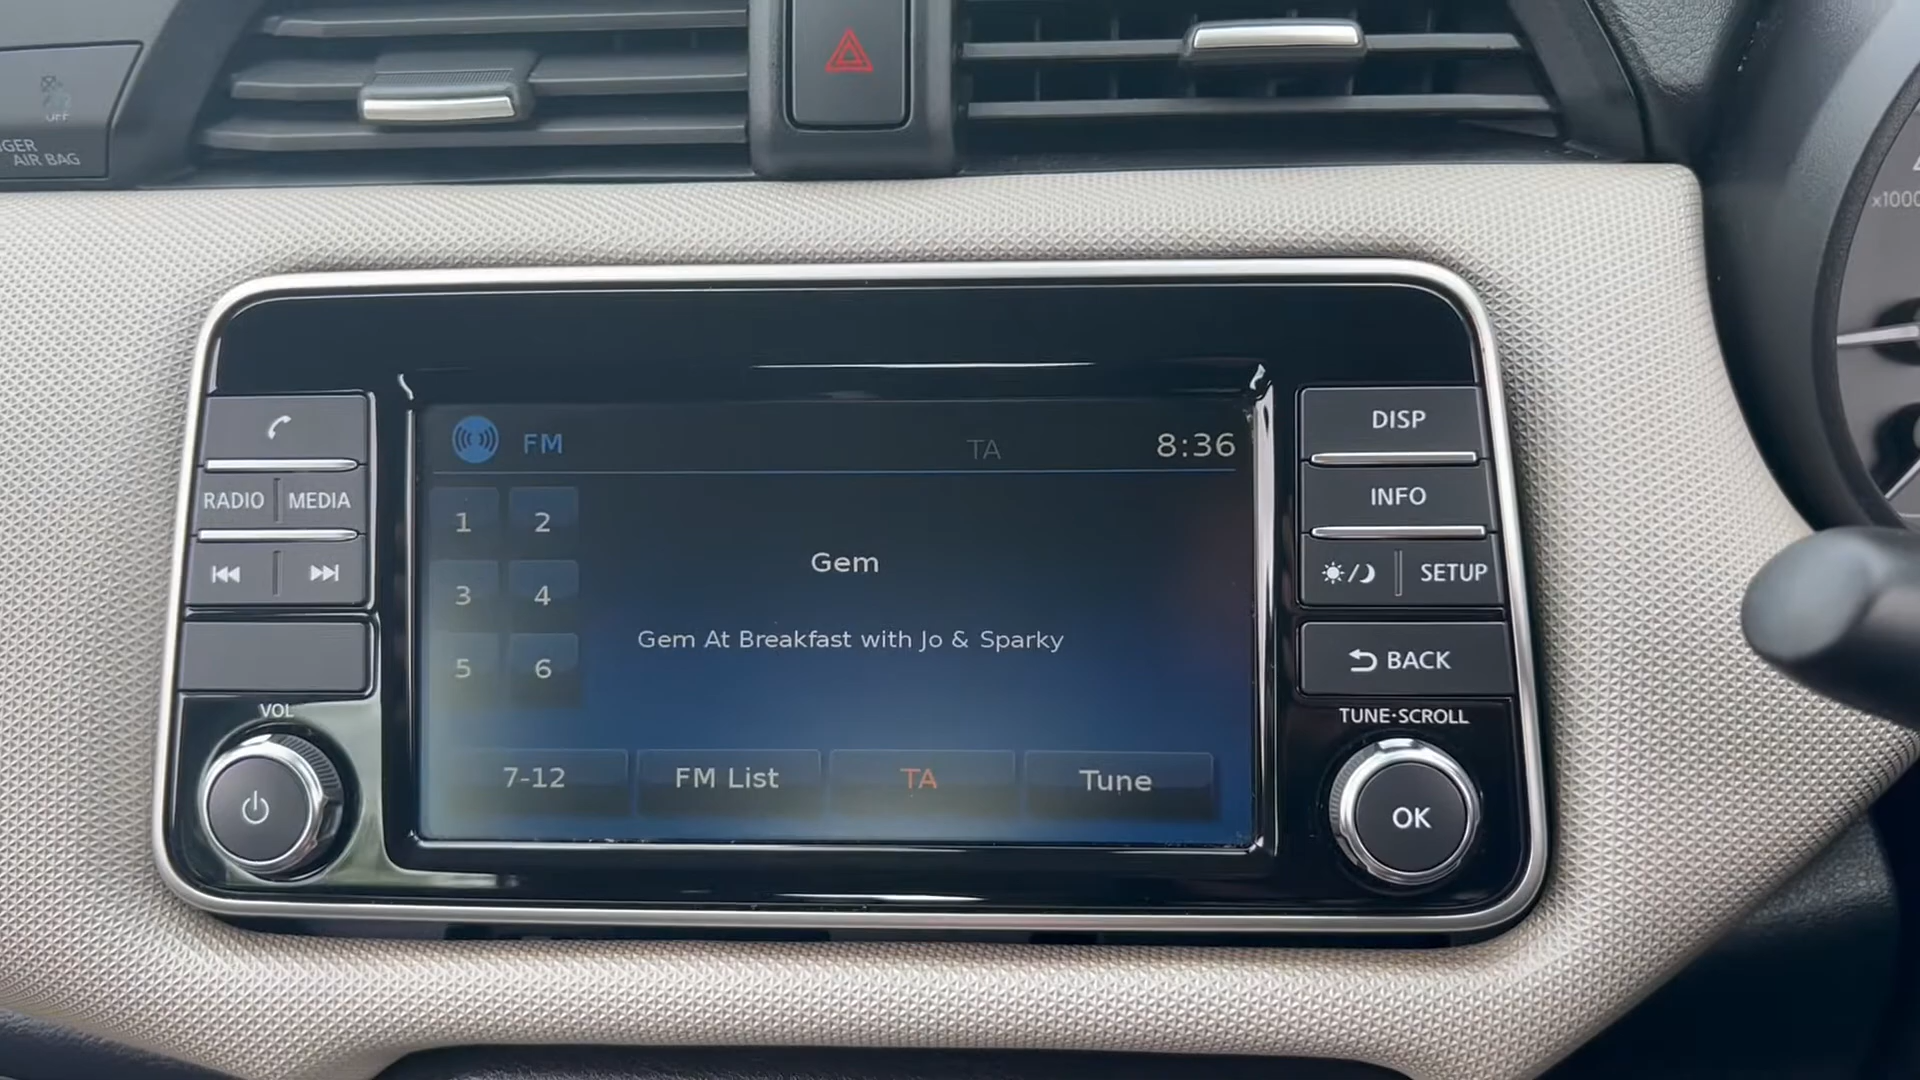 OFF
AIR BAG
x1000
FM
TA
8:36
RADIO
MEDIA
1
2
3
4
5
6
Gem
Gem At Breakfast with Jo & Sparky
7-12
FM List
TA
Tune
VOL
DISP
INFO
SETUP
BACK
TUNE·SCROLL
OK